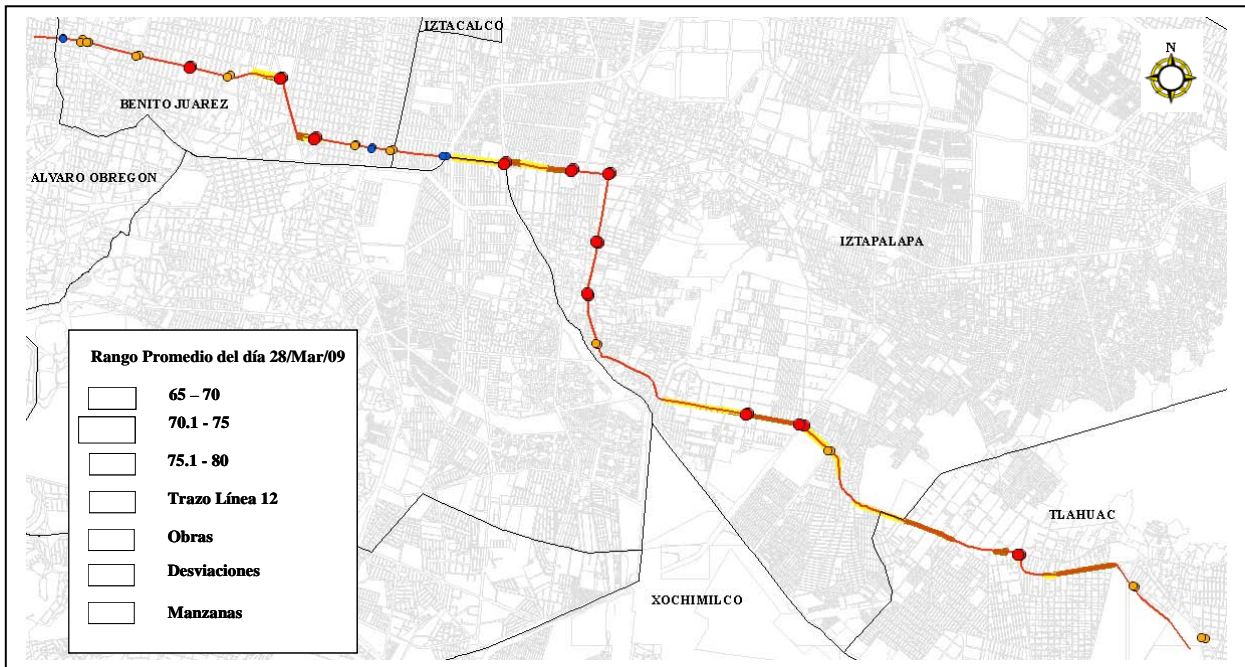 IZTACALCO
N
BENITO JUAREZ
ALVARO OBREGON
IZTAPALAPA
Rango Promedio del día 28/Mar/09
65 – 70
70.1 - 75
75.1 - 80
Trazo Línea 12
Obras
Desviaciones
Manzanas
TLAHUAC
XOCHIMILCO